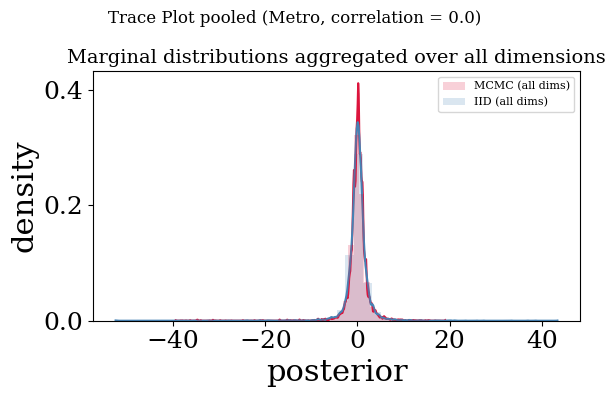 Trace Plot pooled (Metro, correlation = 0.0)
Marginal distributions aggregated over all dimensions
MCMC (all dims)
IID (all dims)
0.4
0.2
0.0
density
−40
−20
0
20
40
posterior